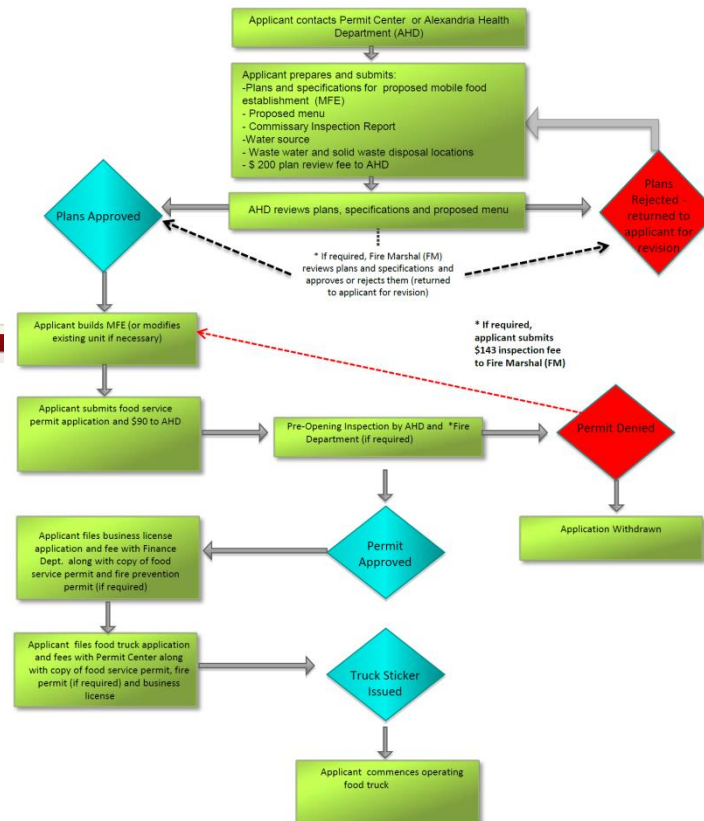 Applicant contacts Permit Center or Alexandria Health
Department (AHD)
Applicant prepares and submits:
-Plans and specifications for proposed mobile food
establishment (MFE)
- Proposed menu
- Commissary Inspection Report
-Water source
- Waste water and solid waste disposal locations
- $ 200 plan review fee to AHD
Plans
Rejected -
returned to
applicant for
revision
Plans Approved
AHD reviews plans, specifications and proposed menu
* If required, Fire Marshal (FM)
reviews plans and specifications and
approves or rejects them (returned
to applicant for revision)
Applicant builds MFE (or modifies
existing unit if necessary)
* If required,
applicant submits
$143 inspection fee
to Fire Marshal (FM)
Applicant submits food service
permit application and $90 to AHD
Pre-Opening Inspection by AHD and *Fire
Department (if required)
Permit Denied
Application Withdrawn
Permit
Approved
Applicant files business license
application and fee with Finance
Dept. along with copy of food
service permit and fire prevention
permit (if required)
Applicant files food truck application
and fees with Permit Center along
with copy of food service permit, fire
permit (if required) and business
license
Truck Sticker
Issued
Applicant commences operating
food truck